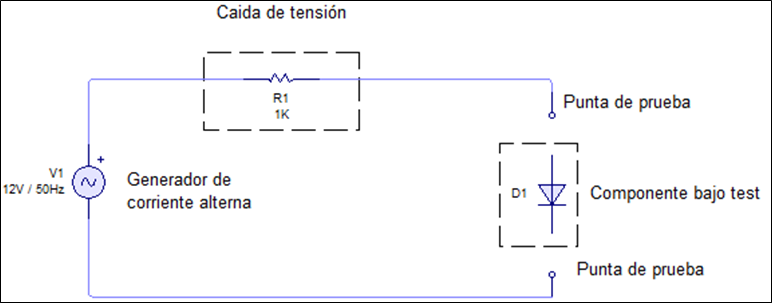 Caida de tensión
R1
1K
Punta de prueba
V1
12V / 50Hz
+
Generador de
corriente alterna
D1
Componente bajo test
Punta de prueba